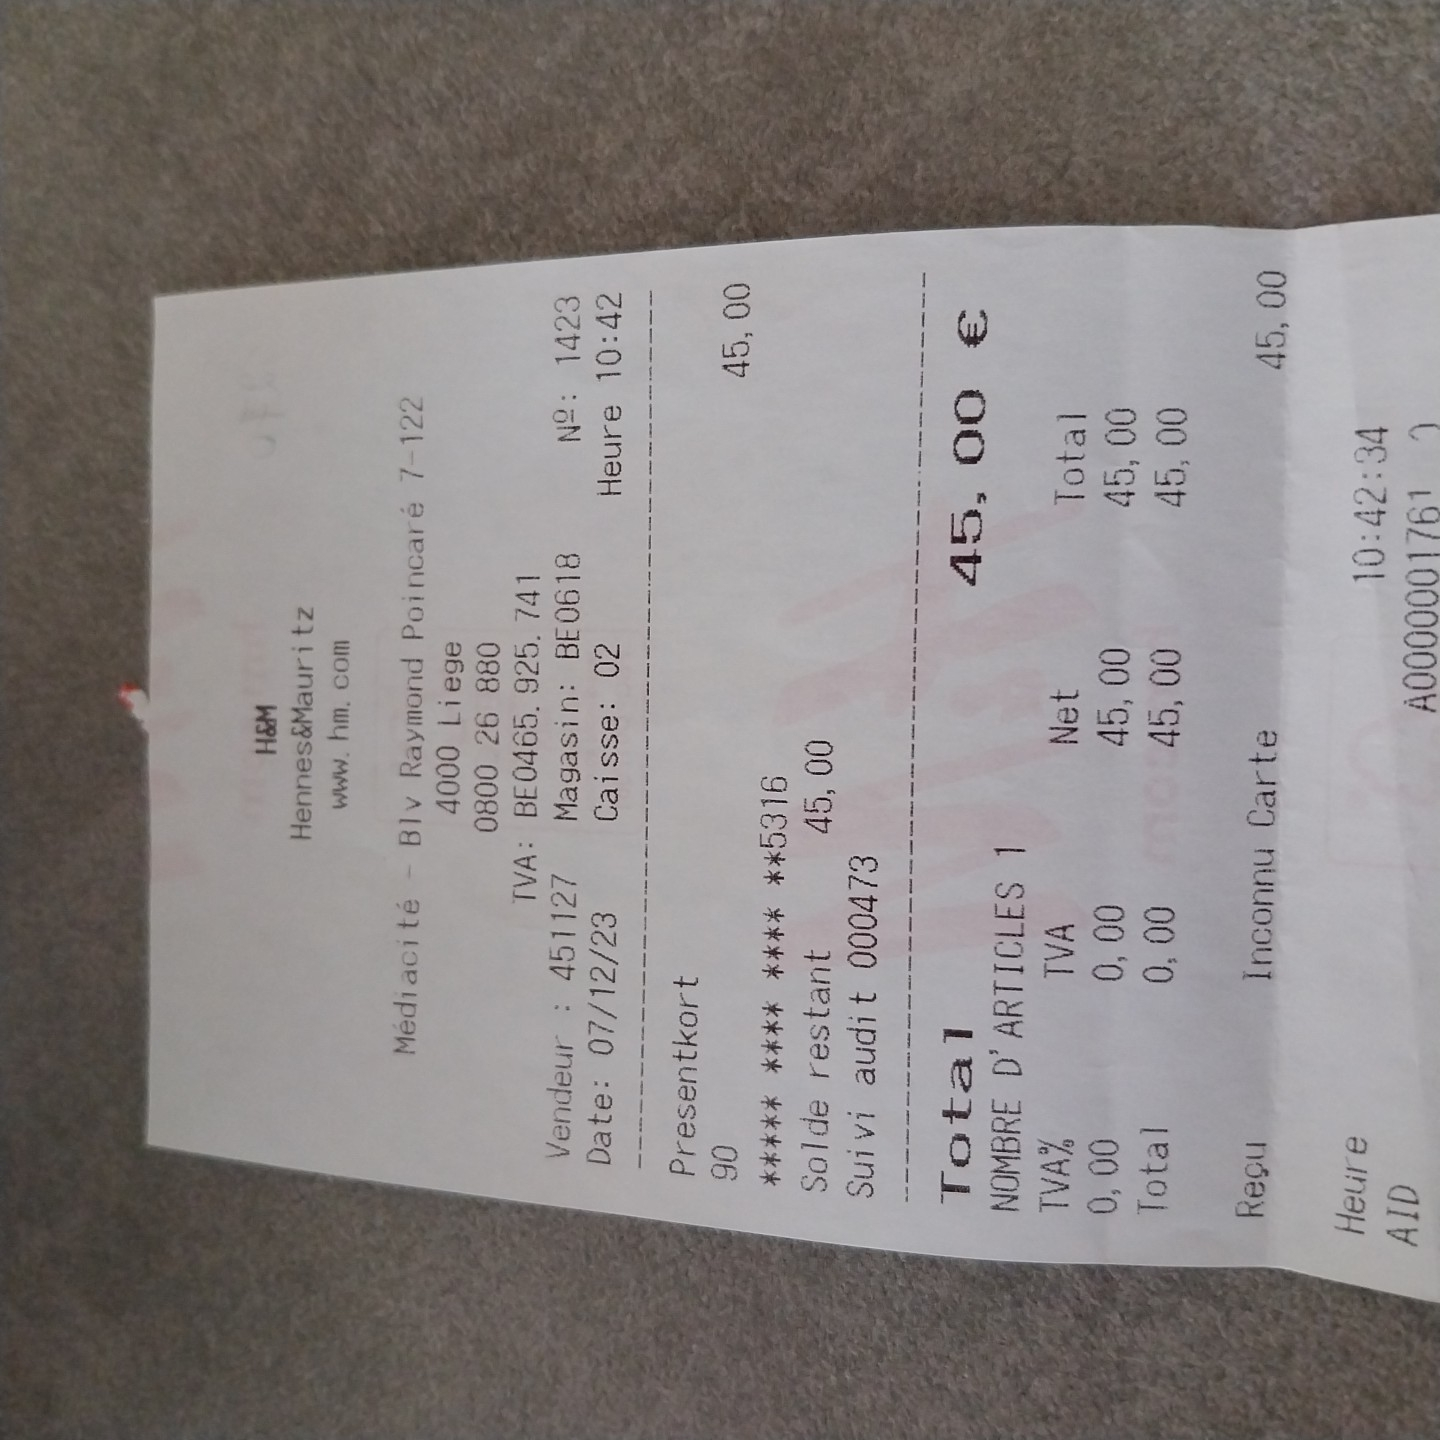 H&M
Hennes&Mauritz
www.hm.com
Médiacité - Blv Raymond Poincaré 7-122
4000 Liege
0800 26 880
TVA: BE0465.925.741
Vendeur : 451127 Magasin: BE0618 Nº: 1423
Date: 07/12/23 Caisse: 02 Heure 10:42
Presentkort
90 45,00
***** **** **** **5316
Solde restant 45,00
Suivi audit 000473
Total 45,00 €
NOMBRE D'ARTICLES 1
TVA% TVA Net Total
0,00 0,00 45,00 45,00
Total 0,00 45,00 45,00
Reçu Inconnu Carte 45,00
Heure 10:42:34
AID